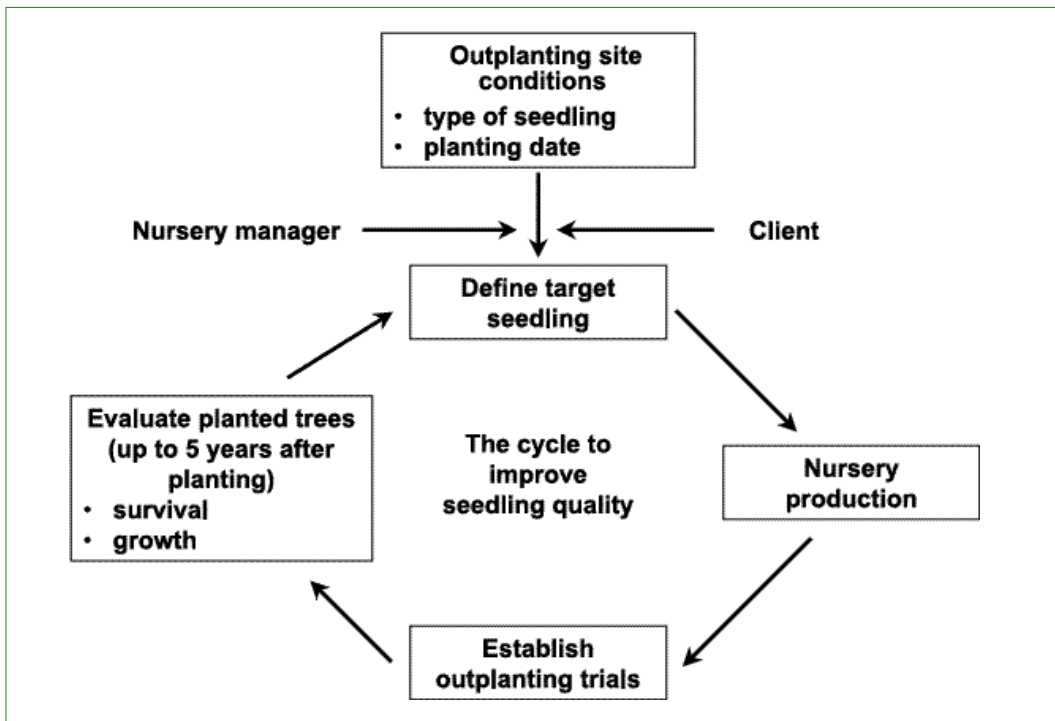 Outplanting site
conditions
• type of seedling
• planting date
Nursery manager
Client
Define target
seedling
Evaluate planted trees
(up to 5 years after
planting)
• survival
• growth
The cycle to
improve
seedling quality
Nursery
production
Establish
outplanting trials